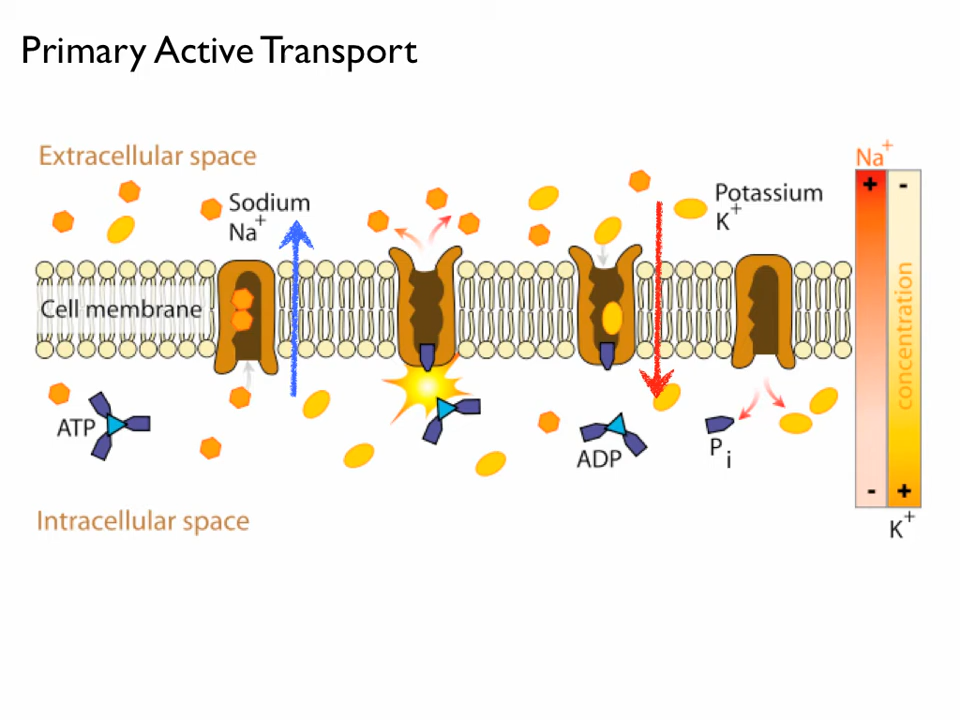 Primary Active Transport
Extracellular space
Na+
+ -
Sodium
Na+
Potassium
K+
Cell membrane
concentration
ATP
ADP
Pi
- +
Intracellular space
K+